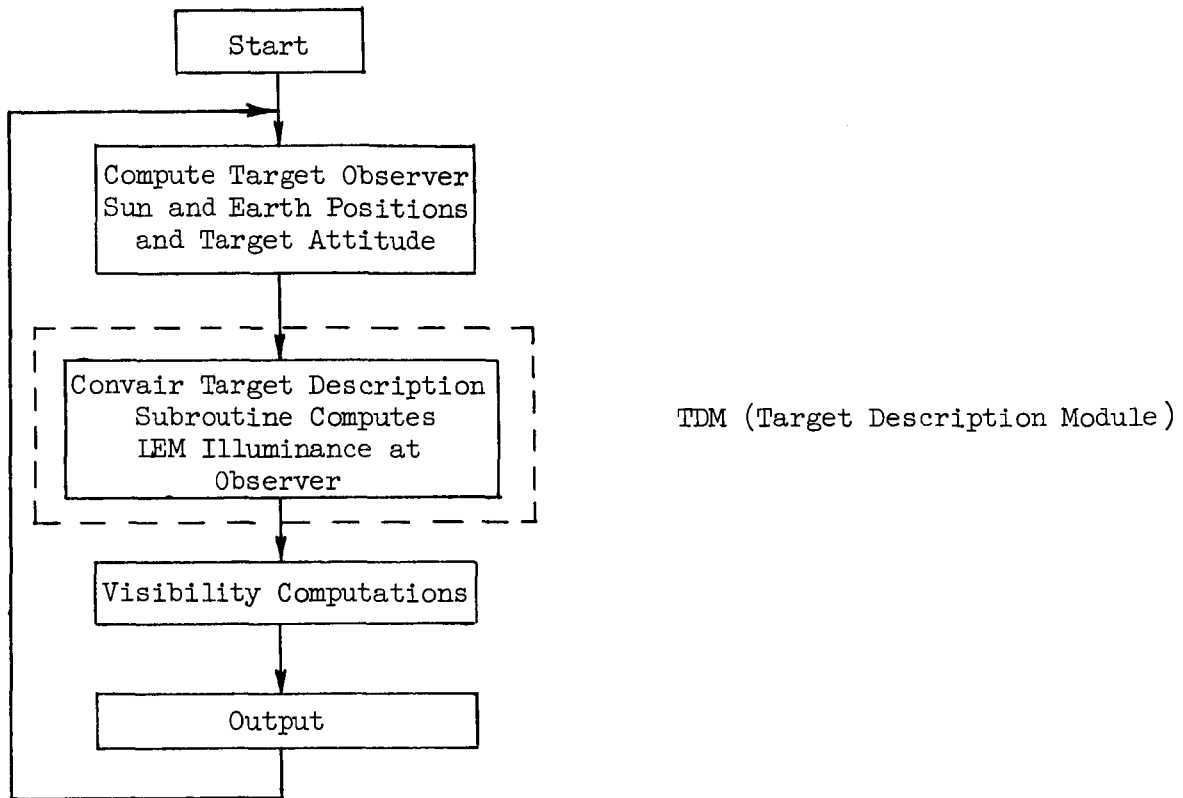 Start
Compute Target Observer
Sun and Earth Positions
and Target Attitude
Convair Target Description
Subroutine Computes
LEM Illuminance at
Observer
TDM (Target Description Module)
Visibility Computations
Output